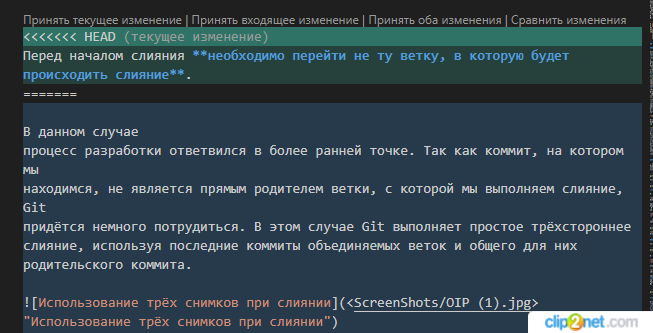 Принять текущее изменение | Принять входящее изменение | Принять оба изменения | Сравнить изменения
<<<<<<< HEAD (текущее изменение)
Перед началом слияния **необходимо перейти не ту ветку, в которую будет
происходить слияние**.
=======
В данном случае
процесс разработки ответвился в более ранней точке. Так как коммит, на котором
мы
находимся, не является прямым родителем ветки, с которой мы выполняем слияние,
Git
придётся немного потрудиться. В этом случае Git выполняет простое трёхстороннее
слияние, используя последние коммиты объединяемых веток и общего для них
родительского коммита.
![Использование трёх снимков при слиянии](<ScreenShots/OIP (1).jpg>
"Использование трёх снимков при слиянии")
clip2net.com